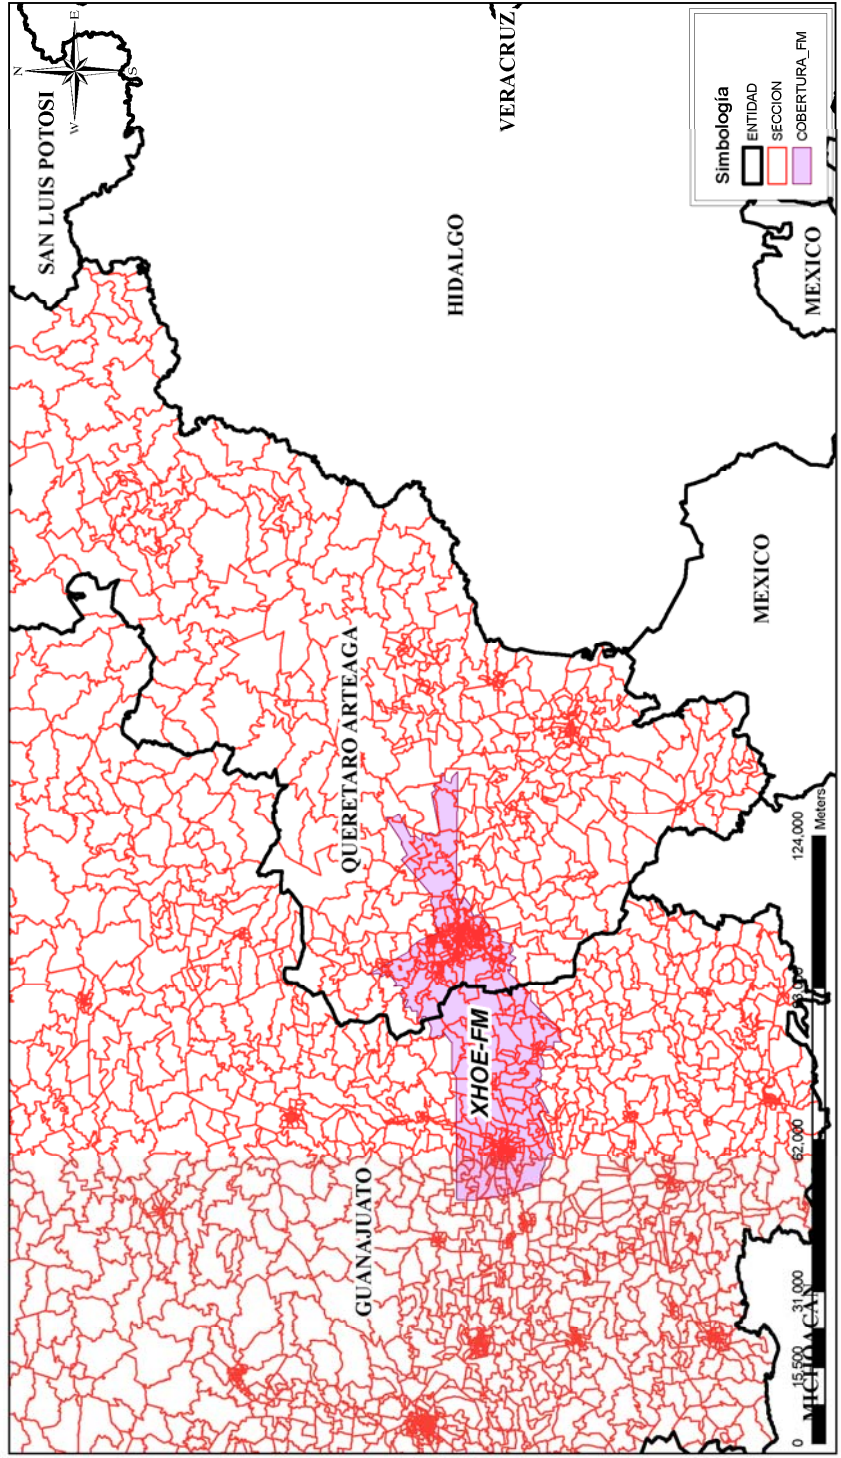 SAN LUIS POTOSI
N
E
W
S
VERACRUZ
HIDALGO
QUERETARO ARTEAGA
GUANAJUATO
XHOE-FM
MEXICO
MEXICO
MICHOACÁN
Simbología
ENTIDAD
SECCION
COBERTURA_FM
0 15,500 31,000 62,000 124,000
Meters